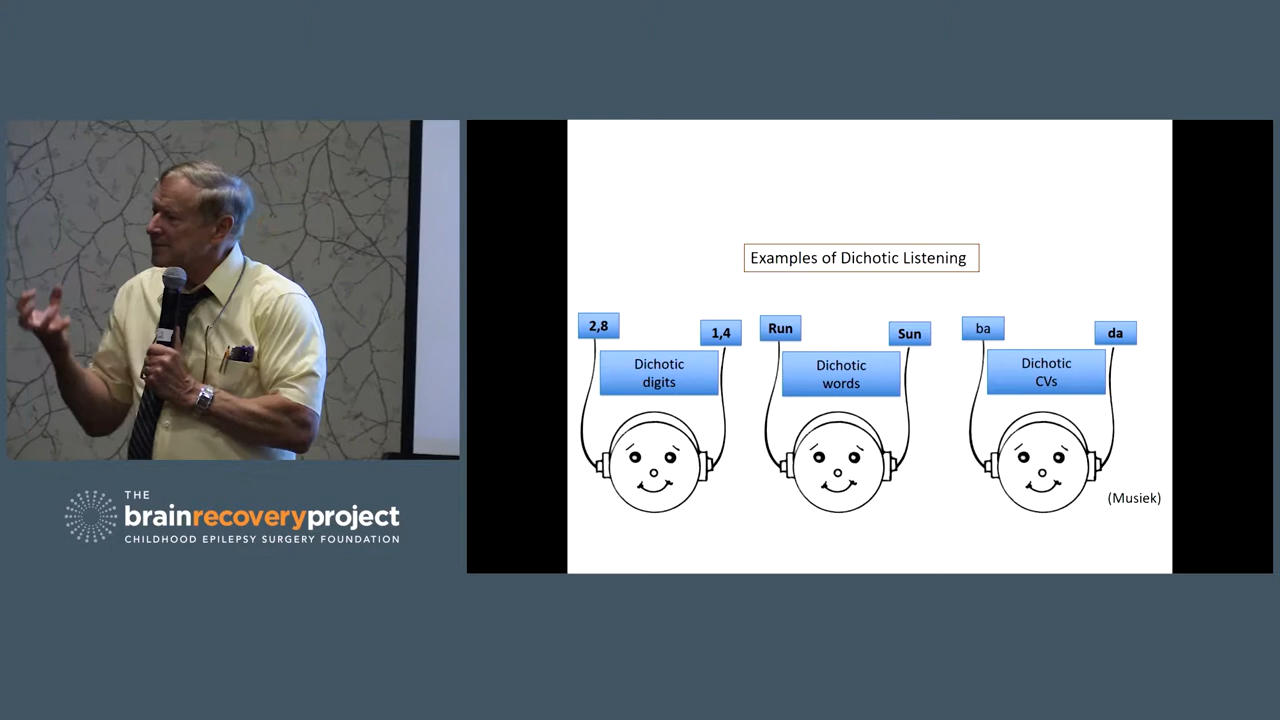 Examples of Dichotic Listening
2,8
1,4
Dichotic
digits
Run
Sun
Dichotic
words
ba
da
Dichotic
CVs
(Musiek)
THE
brainrecoveryproject
CHILDHOOD EPILEPSY SURGERY FOUNDATION